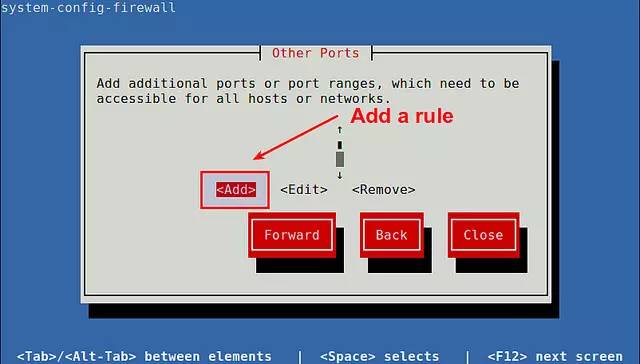 system-config-firewall
Other Ports
Add additional ports or port ranges, which need to be
accessible for all hosts or networks.
Add a rule
↑
↓
<Add> <Edit> <Remove>
Forward Back Close
<Tab>/<Alt-Tab> between elements | <Space> selects | <F12> next screen